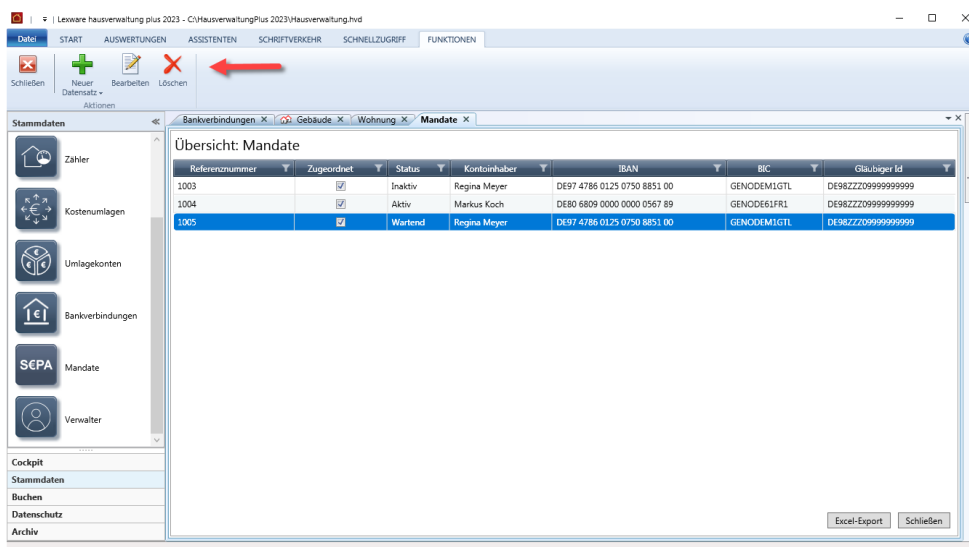 Lexware hausverwaltung plus 2023 - C:\HausverwaltungPlus 2023\Hausverwaltung.hvd
Datei START AUSWERTUNGEN ASSISTENTEN SCHRIFTVERKEHR SCHNELLZUGRIFF FUNKTIONEN
Schließen Neuer Datensatz Bearbeiten Löschen
Aktionen
Stammdaten
Bankverbindungen Gebäude Wohnung Mandate
Übersicht: Mandate
Referenznummer Zugeordnet Status Kontoinhaber IBAN BIC Gläubiger Id
1003 Inaktiv Regina Meyer DE97 4786 0125 0750 8851 00 GENODEM1GTL DE98ZZZ09999999999
1004 Aktiv Markus Koch DE80 6809 0000 0000 0567 89 GENODE61FR1 DE98ZZZ09999999999
1005 Wartend Regina Meyer DE97 4786 0125 0750 8851 00 GENODEM1GTL DE98ZZZ09999999999
Zähler
Kostenumlagen
Umlagekonten
Bankverbindungen
S€PA Mandate
Verwalter
Cockpit
Stammdaten
Buchen
Datenschutz
Archiv
Excel-Export Schließen